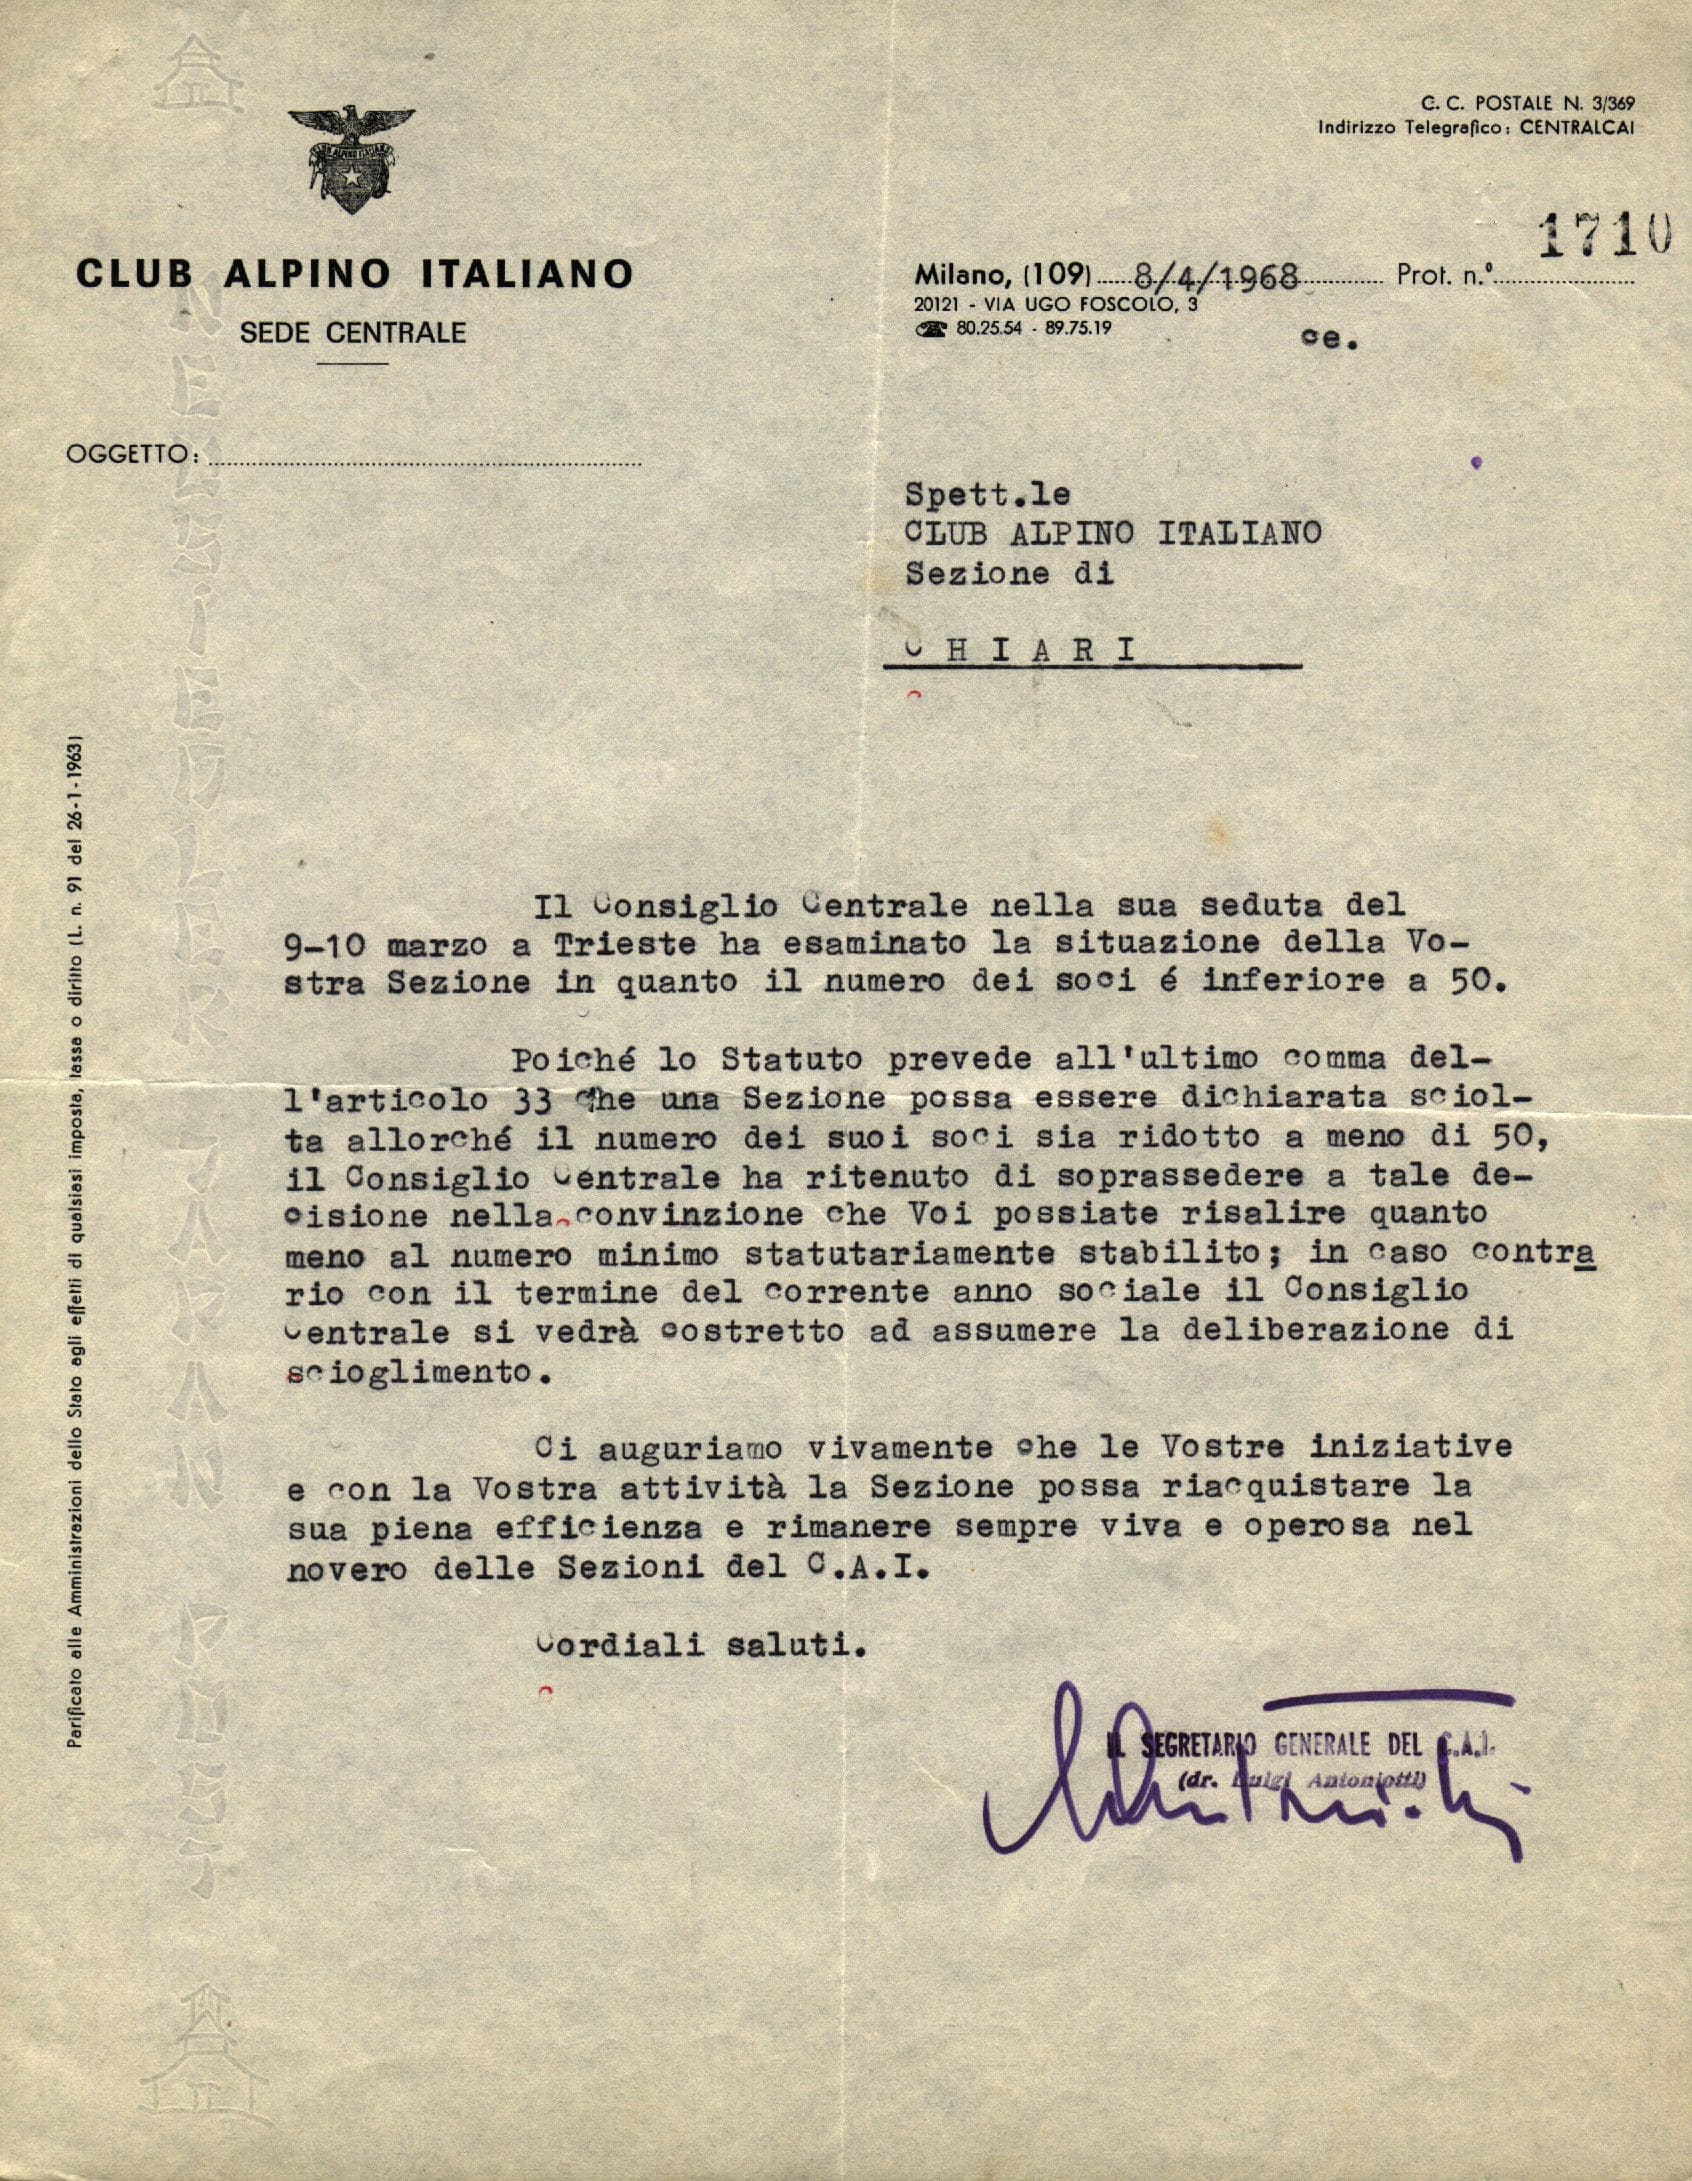 C. C. POSTALE N. 3/369
Indirizzo Telegrafico: CENTRALCAI
CLUB ALPINO ITALIANO
CLUB ALPINO ITALIANO
SEDE CENTRALE
1710
Milano, (109) 8/4/1968 Prot. n.°
20121 - VIA UGO FOSCOLO, 3
☎ 80.25.54 - 89.75.19
ce.
OGGETTO:
Spett.le
CLUB ALPINO ITALIANO
Sezione di
C H I A R I
Il Consiglio Centrale nella sua seduta del
9-10 marzo a Trieste ha esaminato la situazione della Vo-
stra Sezione in quanto il numero dei soci é inferiore a 50.
Poiché lo Statuto prevede all'ultimo comma del-
l'articolo 33 che una Sezione possa essere dichiarata sciol-
ta allorché il numero dei suoi soci sia ridotto a meno di 50,
il Consiglio Centrale ha ritenuto di soprassedere a tale de-
cisione nella convinzione che Voi possiate risalire quanto
meno al numero minimo statutariamente stabilito; in caso contra
rio con il termine del corrente anno sociale il Consiglio
Centrale si vedrà costretto ad assumere la deliberazione di
scioglimento.
Ci auguriamo vivamente che le Vostre iniziative
e con la Vostra attività la Sezione possa riacquistare la
sua piena efficienza e rimanere sempre viva e operosa nel
novero delle Sezioni del C.A.I.
Cordiali saluti.
IL SEGRETARIO GENERALE DEL C.A.I.
(dr. Luigi Antoniotti)
Parificato alle Amministrazioni dello Stato agli effetti di qualsiasi imposta, tassa o diritto (L. n. 91 del 26-1-1963)